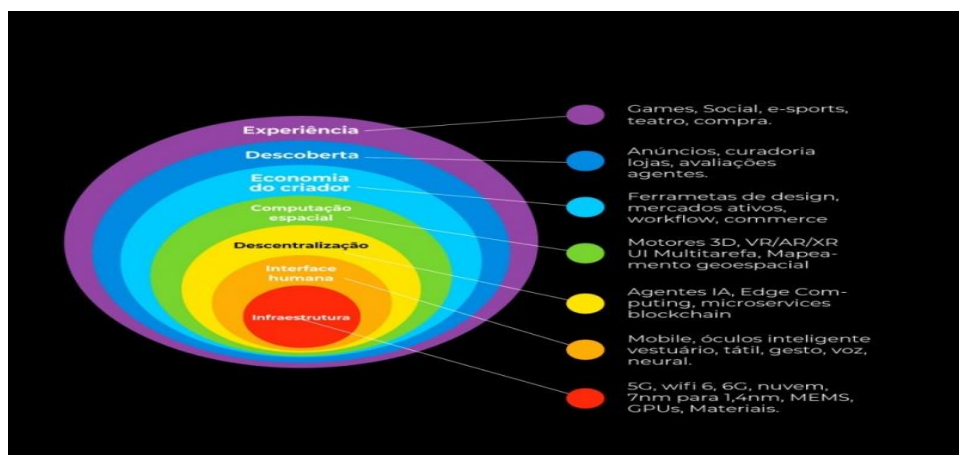 Experiência
Descoberta
Economia
do criador
Computação
espacial
Descentralização
Interface
humana
Infraestrutura
Games, Social, e-sports,
teatro, compra.
Anúncios, curadoria
lojas, avaliações
agentes.
Ferrametas de design,
mercados ativos,
workflow, commerce
Motores 3D, VR/AR/XR
UI Multitarefa, Mapea-
mento geoespacial
Agentes IA, Edge Com-
puting, microservices
blockchain
Mobile, óculos inteligente
vestuário, tátil, gesto, voz,
neural.
5G, wifi 6, 6G, nuvem,
7nm para 1,4nm, MEMS,
GPUs, Materiais.